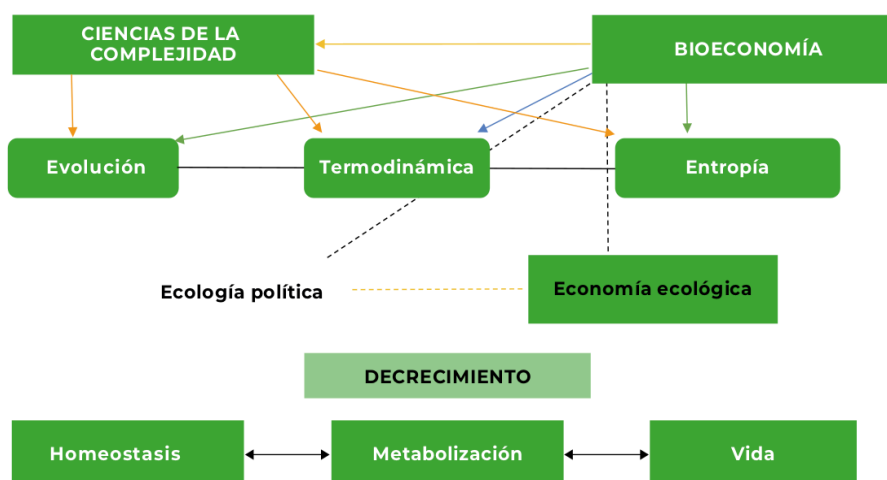 CIENCIAS DE LA
COMPLEJIDAD
BIOECONOMÍA
Evolución
Termodinámica
Entropía
Ecología política
Economía ecológica
DECRECIMIENTO
Homeostasis
Metabolización
Vida